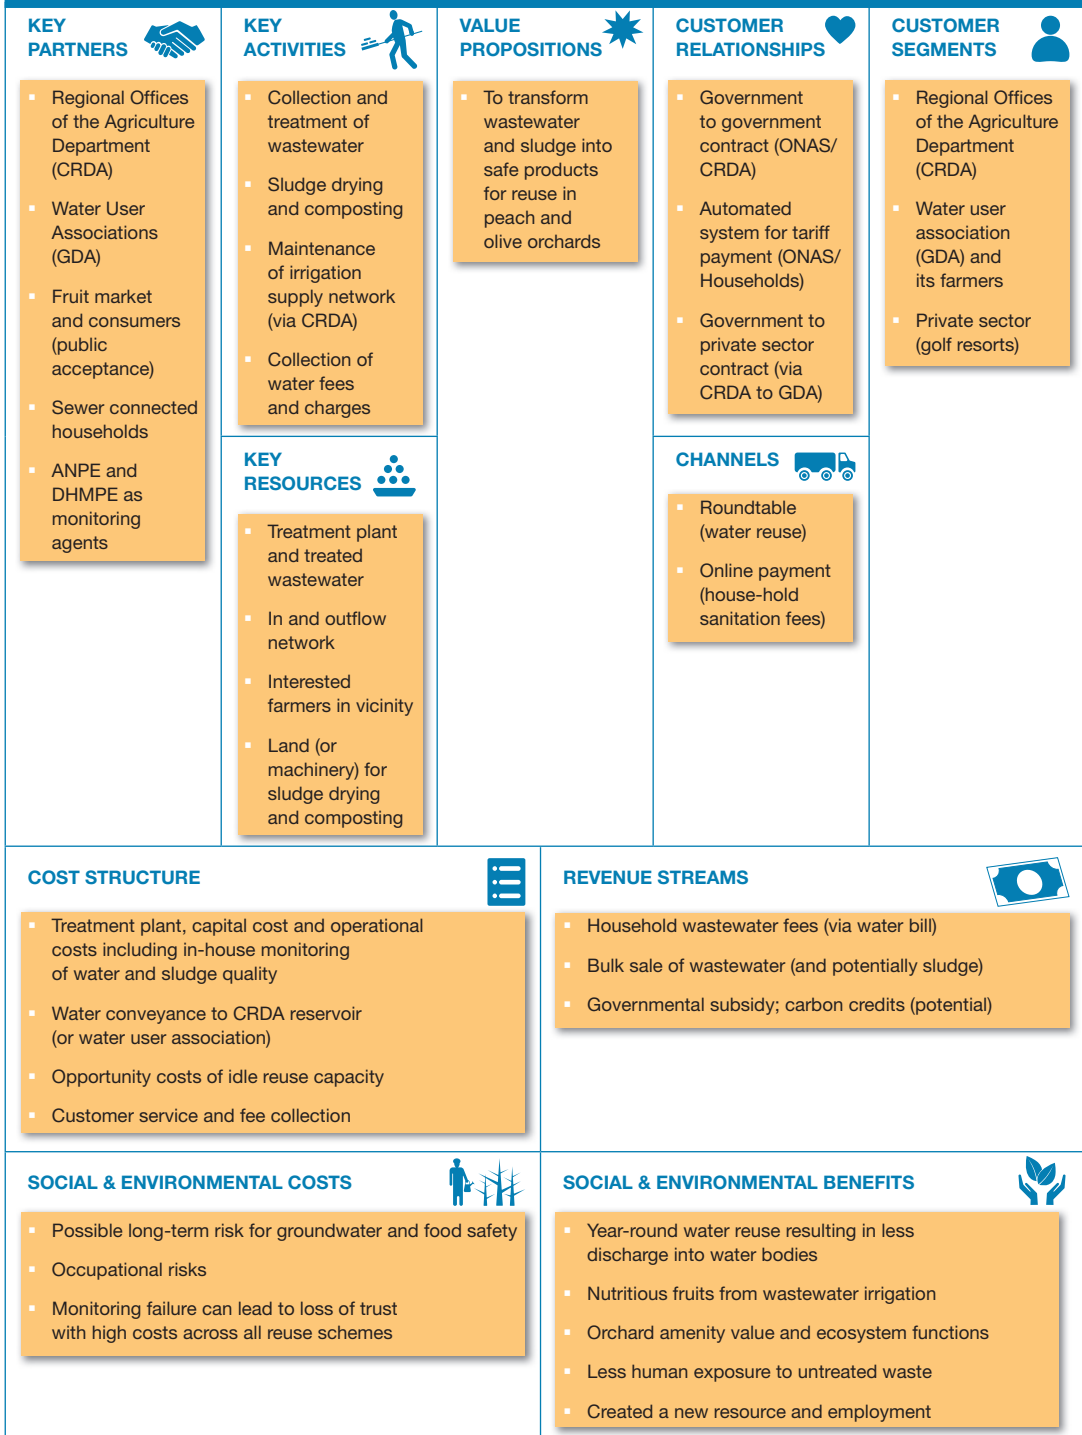 KEY
PARTNERS
Regional Offices
of the Agriculture
Department
(CRDA)
Water User
Associations
(GDA)
Fruit market
and consumers
(public
acceptance)
Sewer connected
households
ANPE and
DHMPE as
monitoring
agents
KEY
ACTIVITIES
Collection and
treatment of
wastewater
Sludge drying
and composting
Maintenance
of irrigation
supply network
(via CRDA)
Collection of
water fees
and charges
KEY
RESOURCES
Treatment plant
and treated
wastewater
In and outflow
network
Interested
farmers in vicinity
Land (or
machinery) for
sludge drying
and composting
VALUE
PROPOSITIONS
To transform
wastewater
and sludge into
safe products
for reuse in
peach and
olive orchards
CUSTOMER
RELATIONSHIPS
Government
to government
contract (ONAS/
CRDA)
Automated
system for tariff
payment (ONAS/
Households)
Government to
private sector
contract (via
CRDA to GDA)
CHANNELS
Roundtable
(water reuse)
Online payment
(house-hold
sanitation fees)
CUSTOMER
SEGMENTS
Regional Offices
of the Agriculture
Department
(CRDA)
Water user
association
(GDA) and
its farmers
Private sector
(golf resorts)
COST STRUCTURE
Treatment plant, capital cost and operational
costs including in-house monitoring
of water and sludge quality
Water conveyance to CRDA reservoir
(or water user association)
Opportunity costs of idle reuse capacity
Customer service and fee collection
REVENUE STREAMS
Household wastewater fees (via water bill)
Bulk sale of wastewater (and potentially sludge)
Governmental subsidy; carbon credits (potential)
SOCIAL & ENVIRONMENTAL COSTS
Possible long-term risk for groundwater and food safety
Occupational risks
Monitoring failure can lead to loss of trust
with high costs across all reuse schemes
SOCIAL & ENVIRONMENTAL BENEFITS
Year-round water reuse resulting in less
discharge into water bodies
Nutritious fruits from wastewater irrigation
Orchard amenity value and ecosystem functions
Less human exposure to untreated waste
Created a new resource and employment